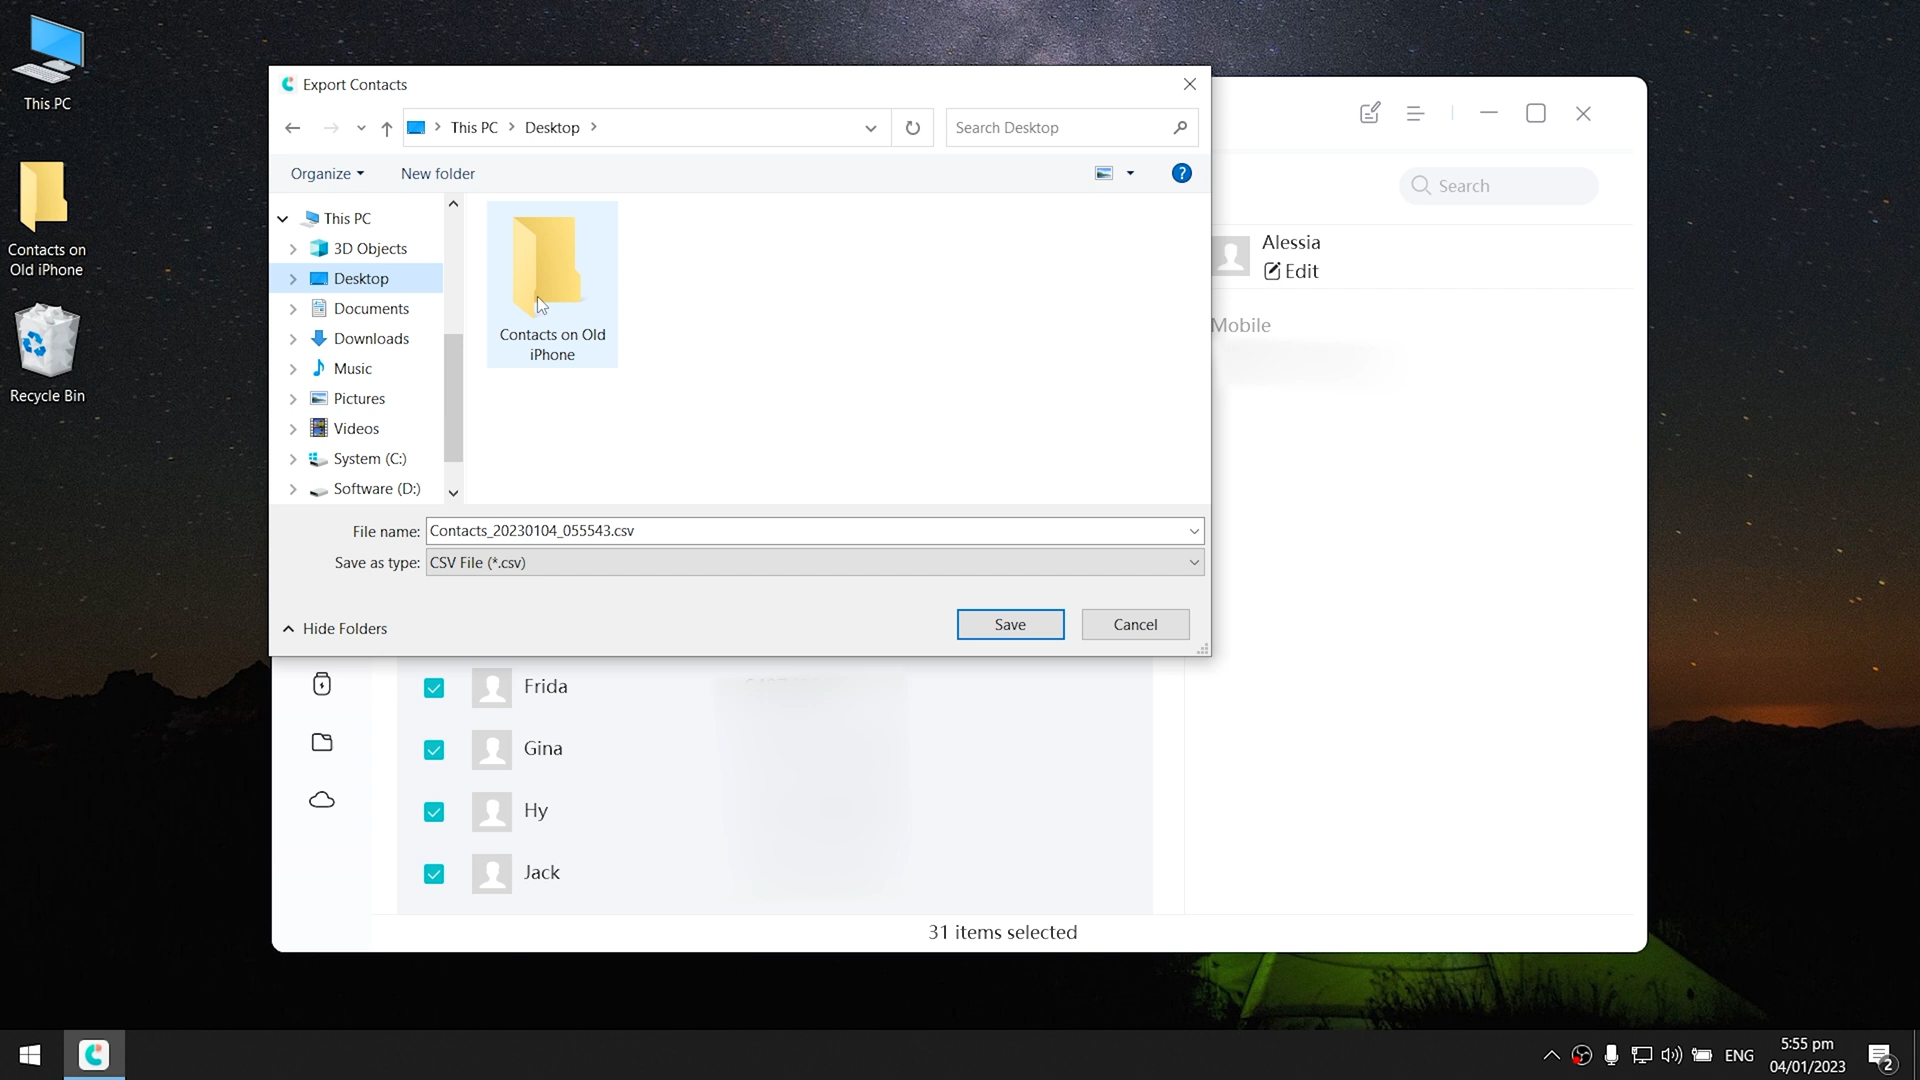 This PC
Contacts on
Old iPhone
Recycle Bin
Export Contacts
This PC
Desktop
Search Desktop
Organize
New folder
This PC
3D Objects
Desktop
Documents
Downloads
Music
Pictures
Videos
System (C:)
Software (D:)
Contacts on Old
iPhone
File name:
Contacts_20230104_055543.csv
Save as type:
CSV File (*.csv)
Hide Folders
Save
Cancel
Search
Alessia
Edit
Mobile
Frida
Gina
Hy
Jack
31 items selected
ENG
5:55 pm
04/01/2023
2